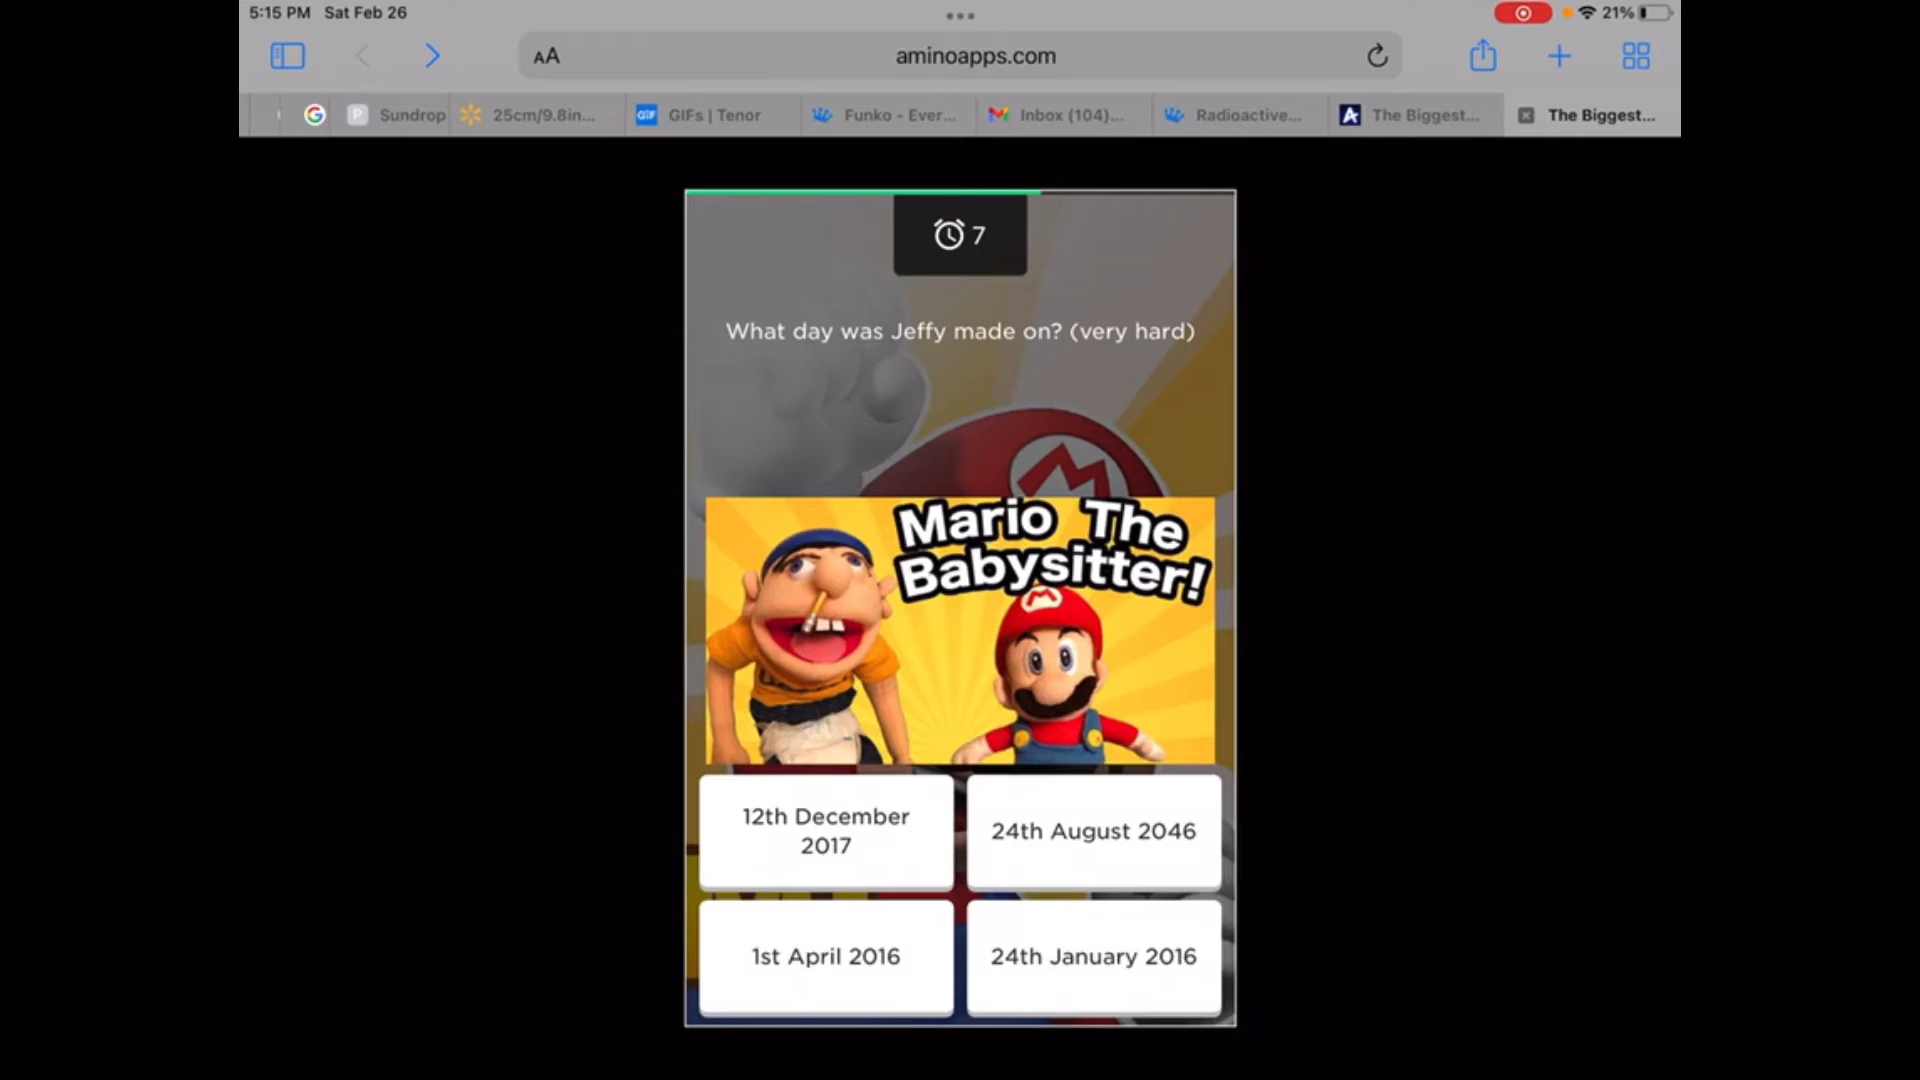 5:15 PM Sat Feb 26
21%
AA
aminoapps.com
Sundrop
25cm/9.8in...
GIF
GIFs | Tenor
Funko - Ever...
Inbox (104)...
Radioactive...
A
The Biggest...
The Biggest...
7
What day was Jeffy made on? (very hard)
Mario The
Babysitter!
12th December
2017
24th August 2046
1st April 2016
24th January 2016